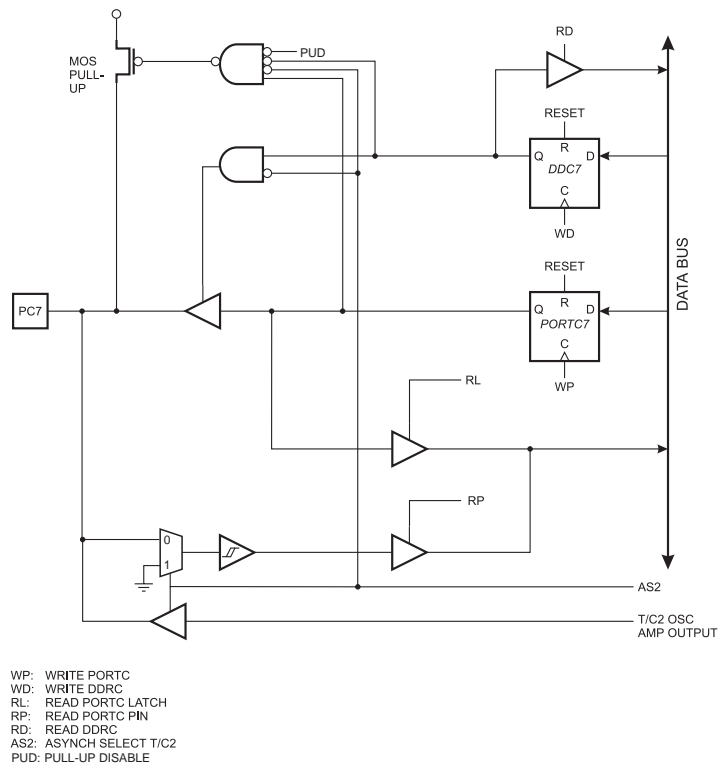 RD
MOS
PULL-
UP
PUD
RESET
R
Q
D
DDC7
C
WD
DATA BUS
RESET
PC7
R
Q
D
PORTC7
C
WP
RL
RP
0
1
AS2
T/C2 OSC
AMP OUTPUT
WP: WRITE PORTC
WD: WRITE DDRC
RL: READ PORTC LATCH
RP: READ PORTC PIN
RD: READ DDRC
AS2: ASYNCH SELECT T/C2
PUD: PULL-UP DISABLE